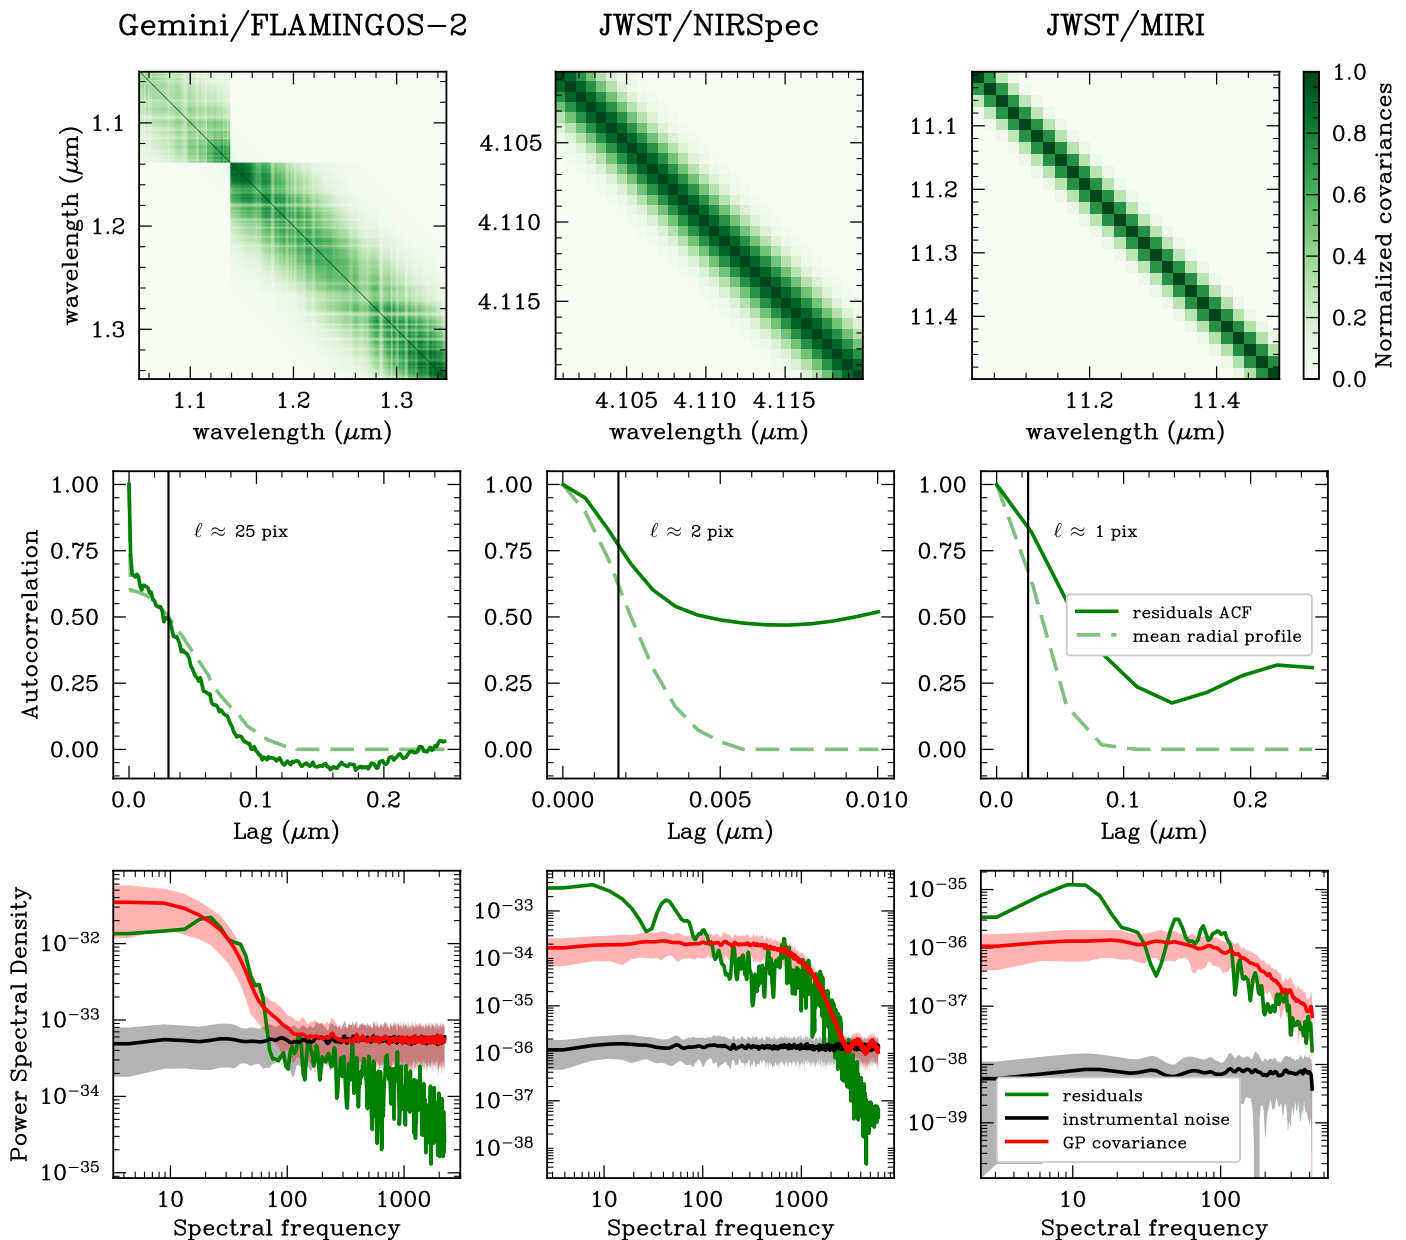 Gemini/FLAMINGOS−2 JWST/NIRSpec JWST/MIRI
1.1
1.2
1.3
wavelength (μm)
1.1 1.2 1.3
wavelength (μm)
4.105
4.110
4.115
4.105 4.110 4.115
wavelength (μm)
11.1
11.2
11.3
11.4
11.2 11.4
wavelength (μm)
1.0
0.8
0.6
0.4
0.2
0.0
Normalized covariances
1.00
0.75
0.50
0.25
0.00
Autocorrelation
ℓ ≈ 25 pix
0.0 0.1 0.2
Lag (μm)
1.00
0.75
0.50
0.25
0.00
ℓ ≈ 2 pix
0.000 0.005 0.010
Lag (μm)
1.00
0.75
0.50
0.25
0.00
ℓ ≈ 1 pix
residuals ACF
mean radial profile
0.0 0.1 0.2
Lag (μm)
10⁻³²
10⁻³³
10⁻³⁴
10⁻³⁵
Power Spectral Density
10 100 1000
Spectral frequency
10⁻³³
10⁻³⁴
10⁻³⁵
10⁻³⁶
10⁻³⁷
10⁻³⁸
10 100 1000
Spectral frequency
10⁻³⁵
10⁻³⁶
10⁻³⁷
10⁻³⁸
10⁻³⁹
residuals
instrumental noise
GP covariance
10 100
Spectral frequency